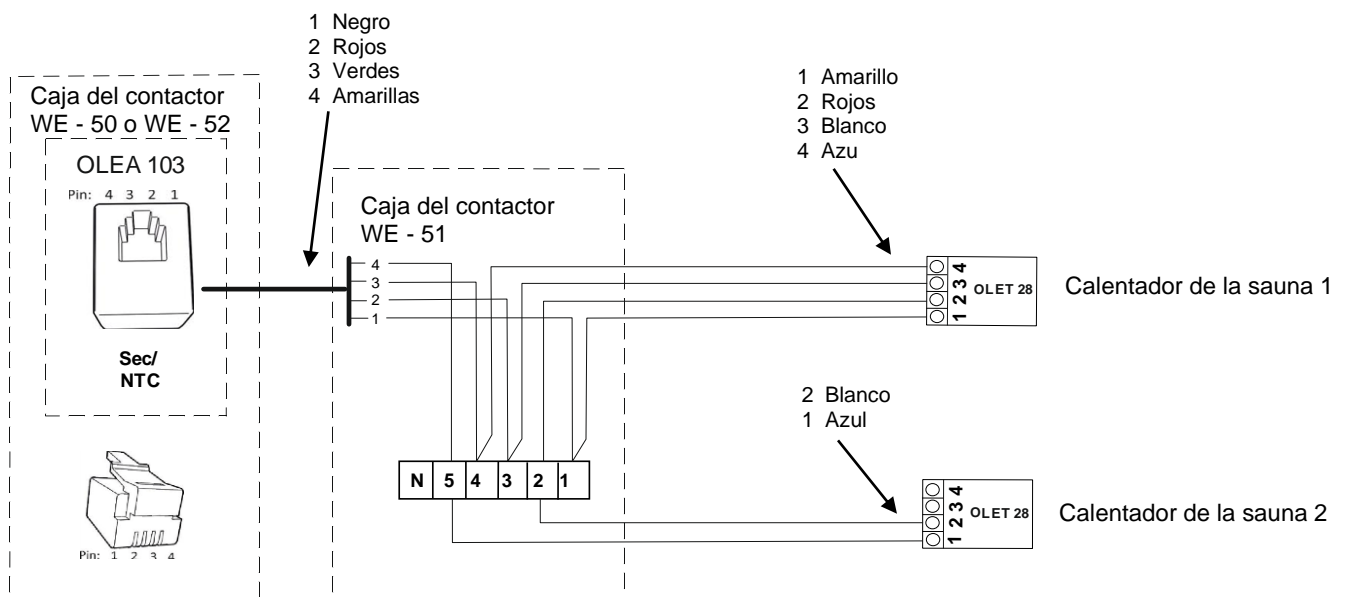 1 Negro
2 Rojos
3 Verdes
4 Amarillas
Caja del contactor
WE - 50 o WE - 52
OLEA 103
Pin: 4 3 2 1
Sec/
NTC
Pin: 1 2 3 4
Caja del contactor
WE - 51
4
3
2
1
N 5 4 3 2 1
1 Amarillo
2 Rojos
3 Blanco
4 Azu
1 2 3 4
OLET 28
Calentador de la sauna 1
2 Blanco
1 Azul
1 2 3 4
OLET 28
Calentador de la sauna 2